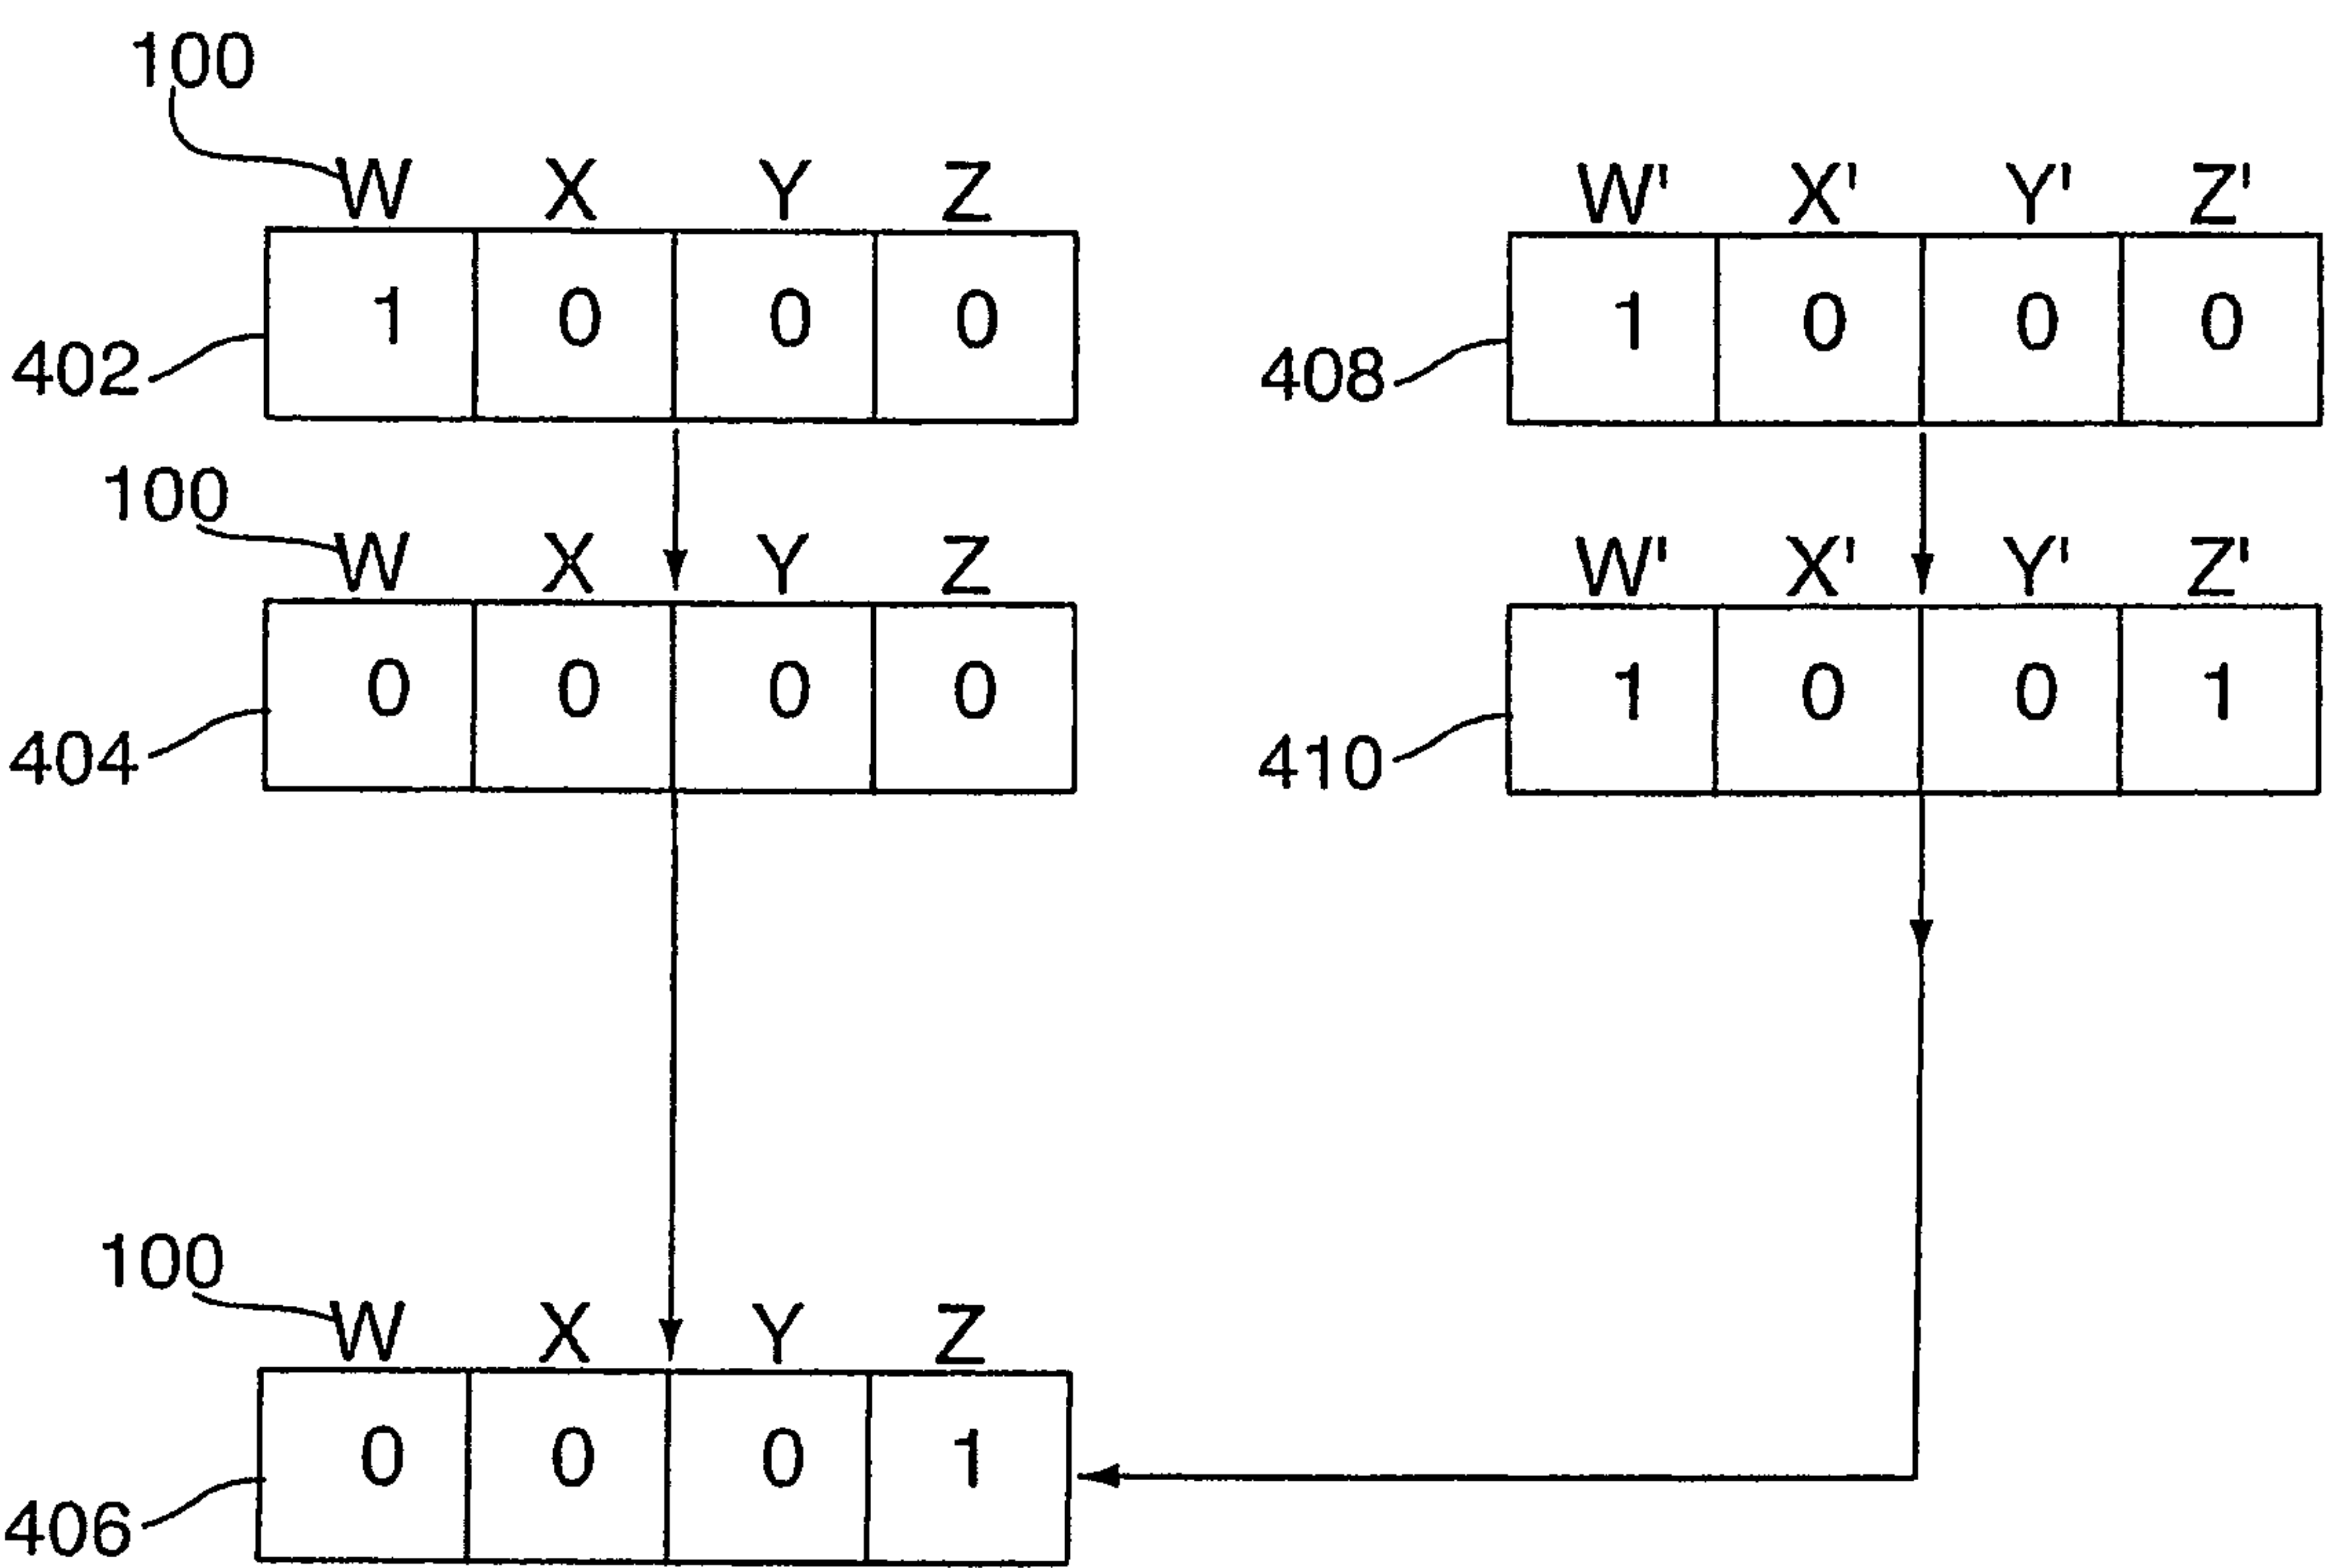 100
W X Y Z W' X' Y' Z'
1 0 0 0 1 0 0 0
402 408
100
W X Y Z W' X' Y' Z'
0 0 0 0 1 0 0 1
404 410
100
W X Y Z
0 0 0 1
406